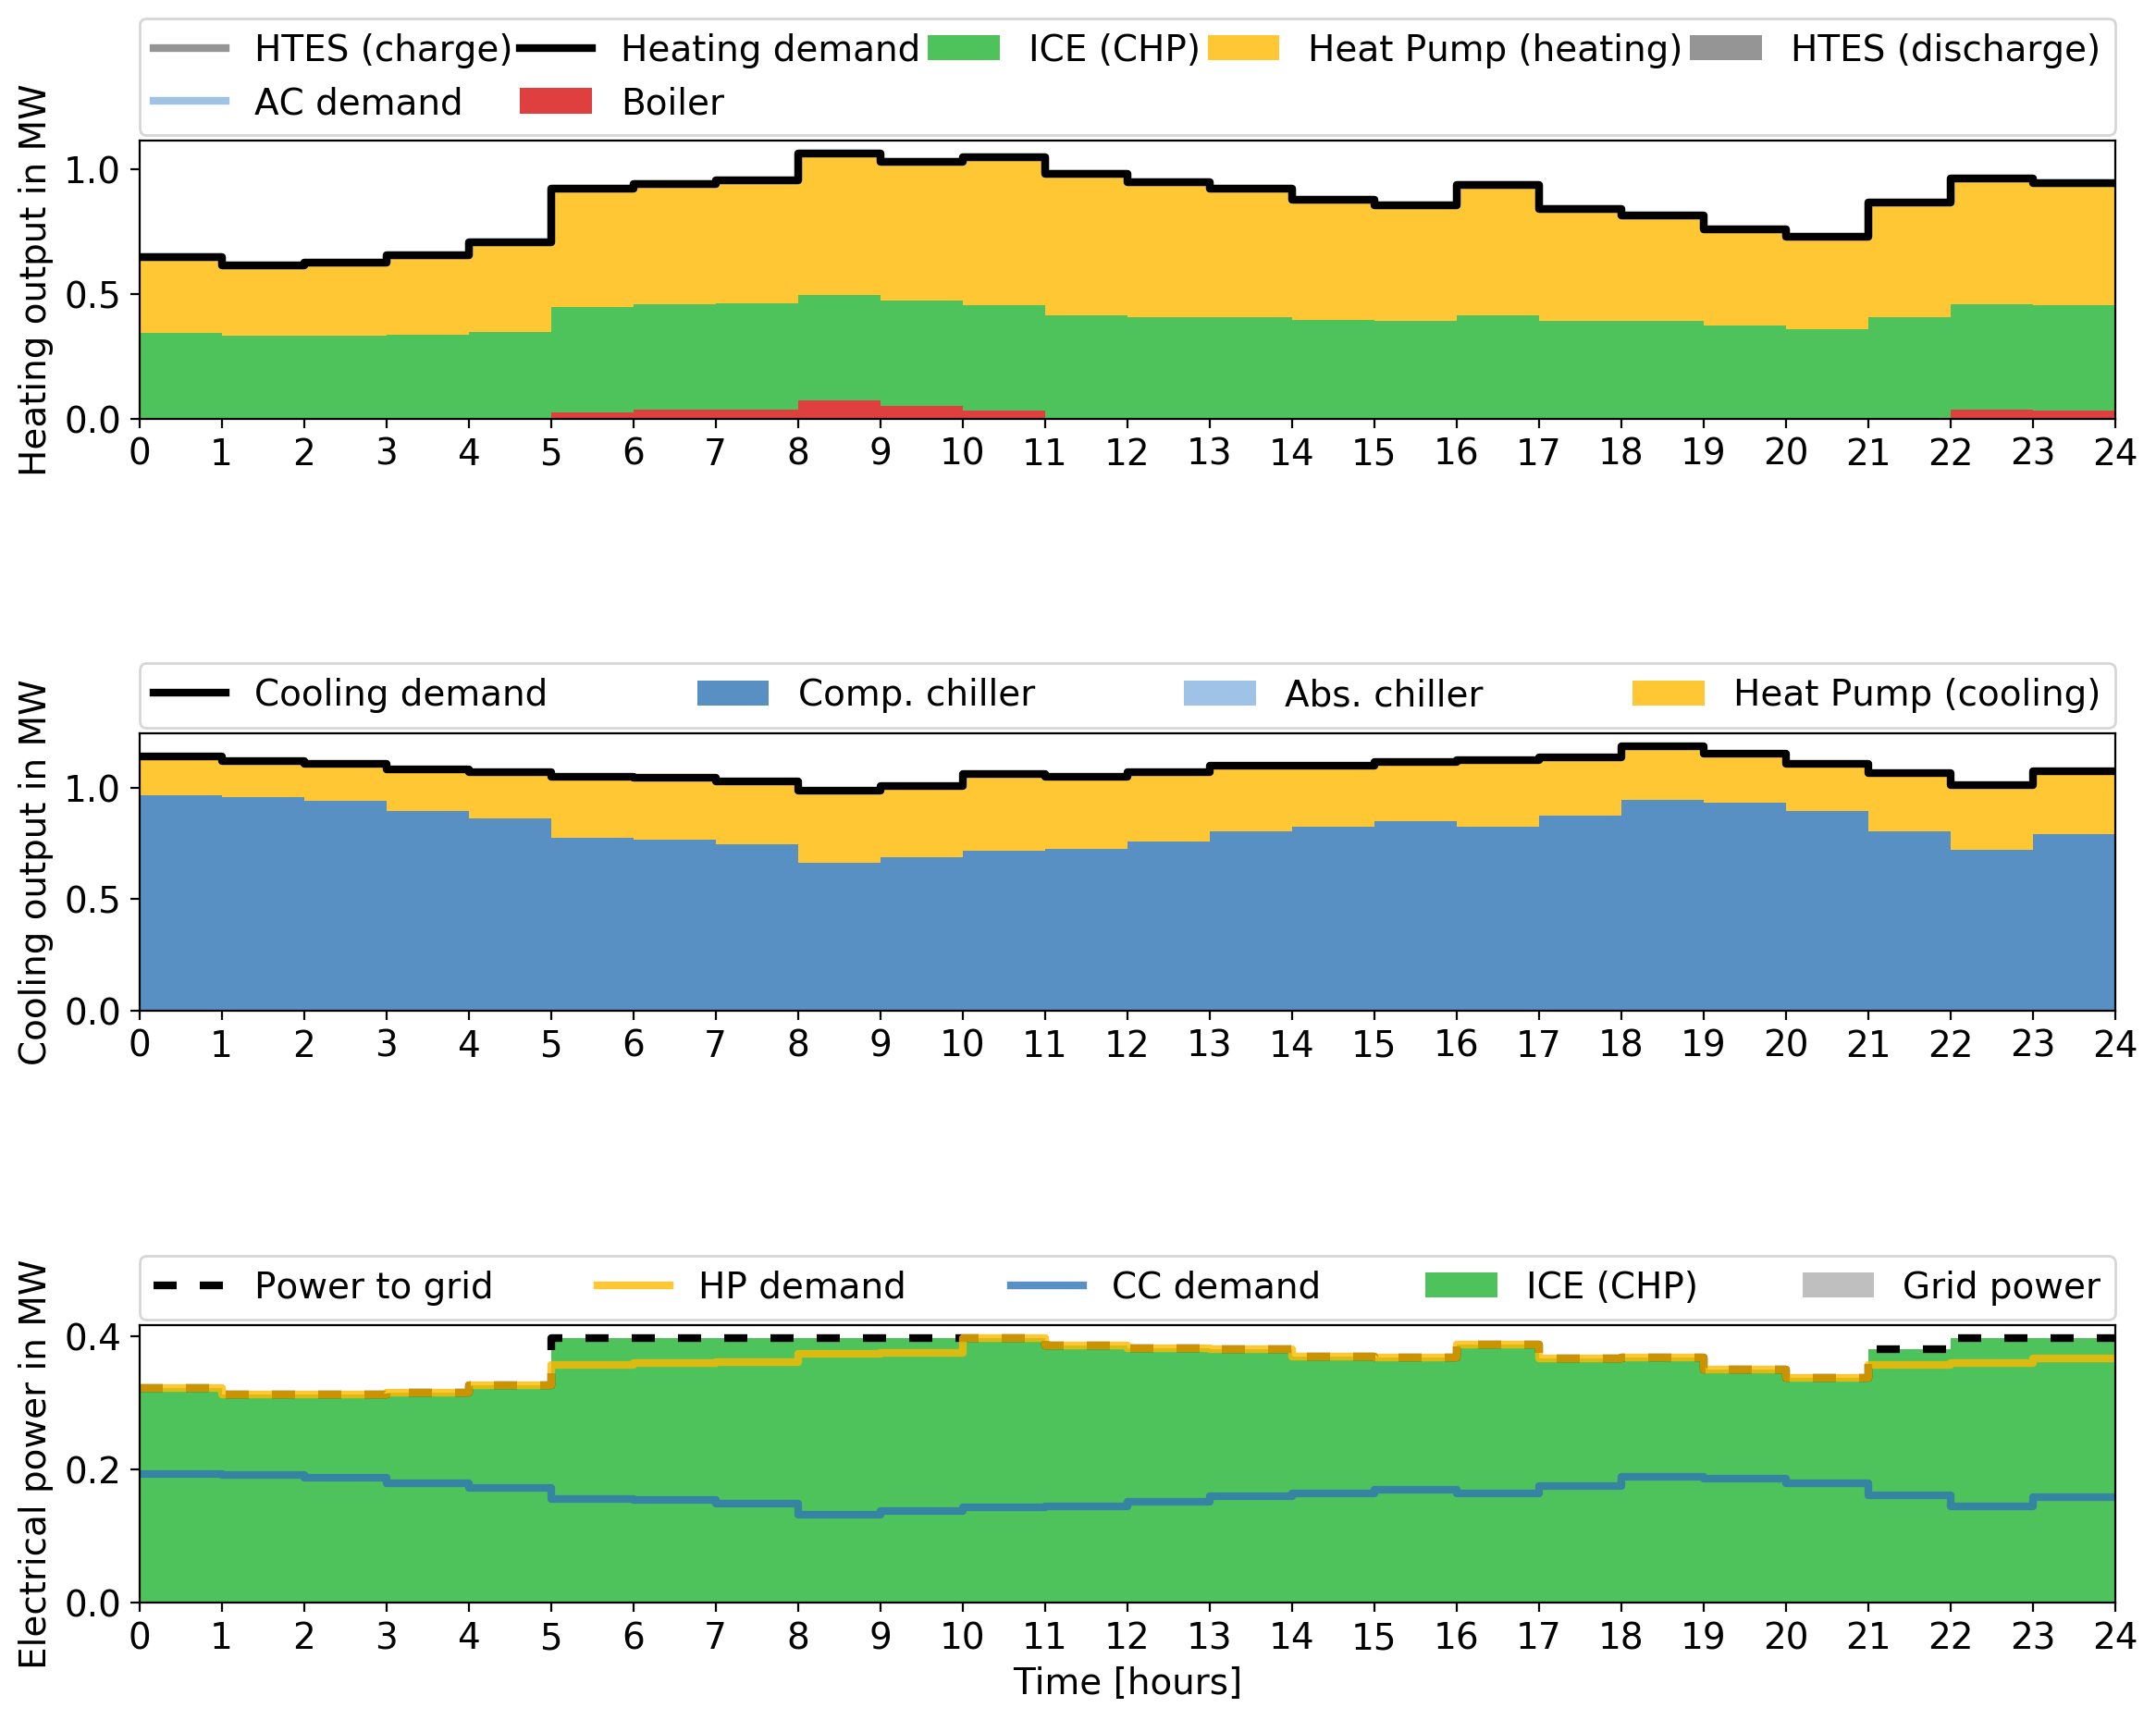 HTES (charge) Heating demand ICE (CHP) Heat Pump (heating) HTES (discharge)
AC demand Boiler
Heating output in MW
1.0
0.5
0.0
0 1 2 3 4 5 6 7 8 9 10 11 12 13 14 15 16 17 18 19 20 21 22 23 24
Cooling demand Comp. chiller Abs. chiller Heat Pump (cooling)
Cooling output in MW
1.0
0.5
0.0
0 1 2 3 4 5 6 7 8 9 10 11 12 13 14 15 16 17 18 19 20 21 22 23 24
Power to grid HP demand CC demand ICE (CHP) Grid power
Electrical power in MW
0.4
0.2
0.0
0 1 2 3 4 5 6 7 8 9 10 11 12 13 14 15 16 17 18 19 20 21 22 23 24
Time [hours]